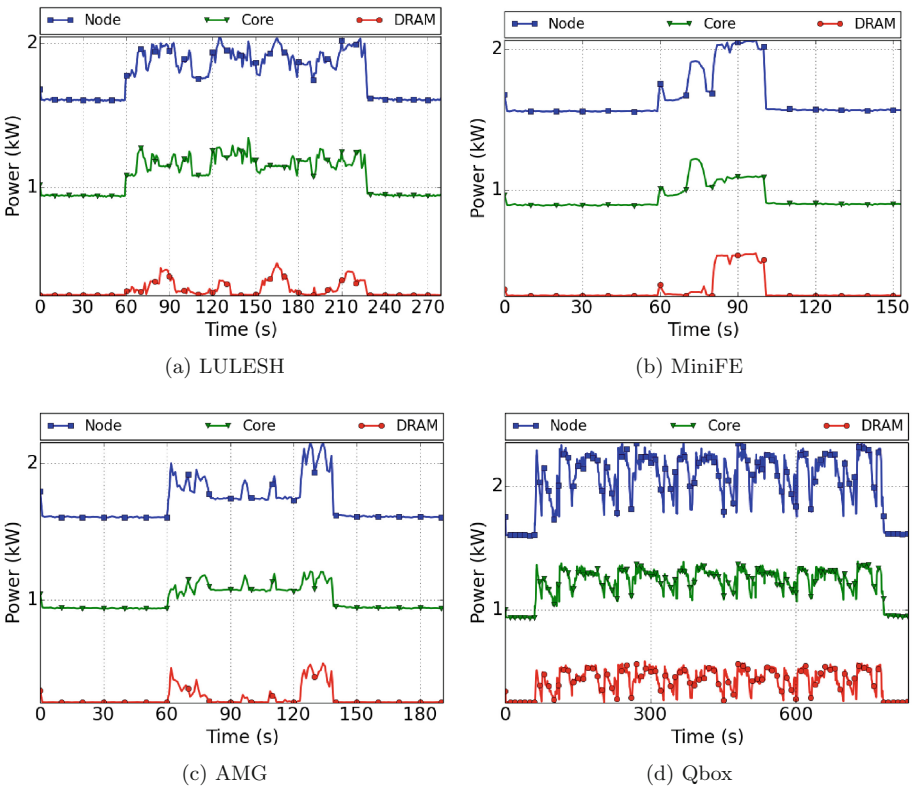 Node Core DRAM
2
1
Power (kW)
0 30 60 90 120 150 180 210 240 270
Time (s)
(a) LULESH
Node Core DRAM
2
1
Power (kW)
0 30 60 90 120 150
Time (s)
(b) MiniFE
Node Core DRAM
2
1
Power (kW)
0 30 60 90 120 150 180
Time (s)
(c) AMG
Node Core DRAM
2
1
Power (kW)
0 300 600
Time (s)
(d) Qbox